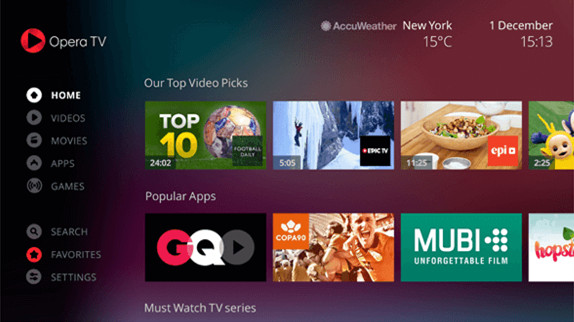 Opera TV
AccuWeather New York 1 December
15°C 15:13
HOME
VIDEOS
MOVIES
APPS
GAMES
SEARCH
FAVORITES
SETTINGS
Our Top Video Picks
TOP
10
FOOTBALL
DAILY
24:02
EPIC TV
5:05
epi
11:25
2:25
Popular Apps
GQ
COPA90
MUBI
UNFORGETTABLE FILM
hopst
Must Watch TV series